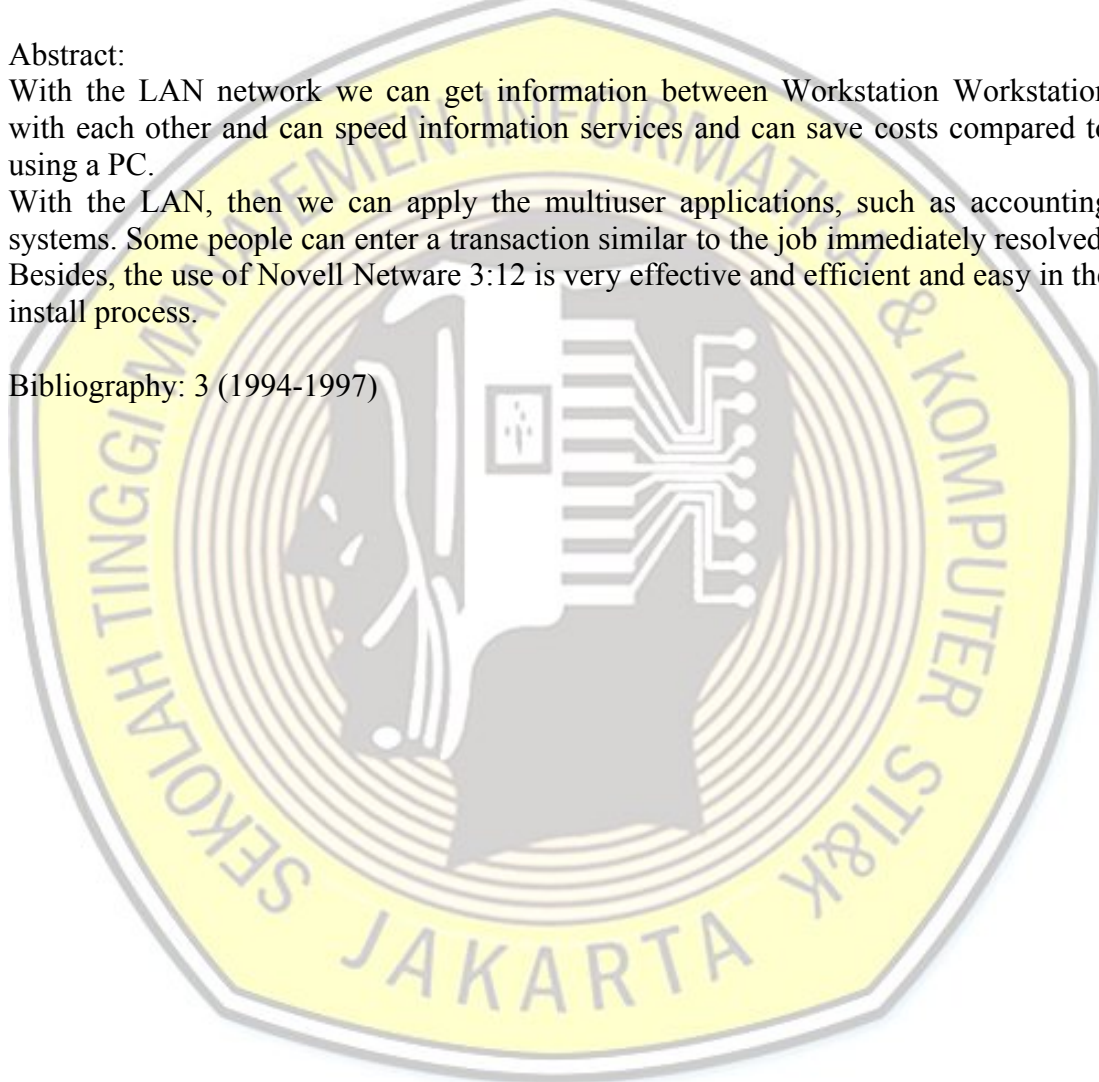 Abstract:
With the LAN network we can get information between Workstation Workstation
with each other and can speed information services and can save costs compared to
using a PC.
With the LAN, then we can apply the multiuser applications, such as accounting
systems. Some people can enter a transaction similar to the job immediately resolved
Besides, the use of Novell Netware 3:12 is very effective and efficient and easy in the
install process.
Bibliography: 3 (1994-1997)
SEKOLAH TINGGI MANAJEMEN INFORMATIKA & KOMPUTER STI&K
JAKARTA